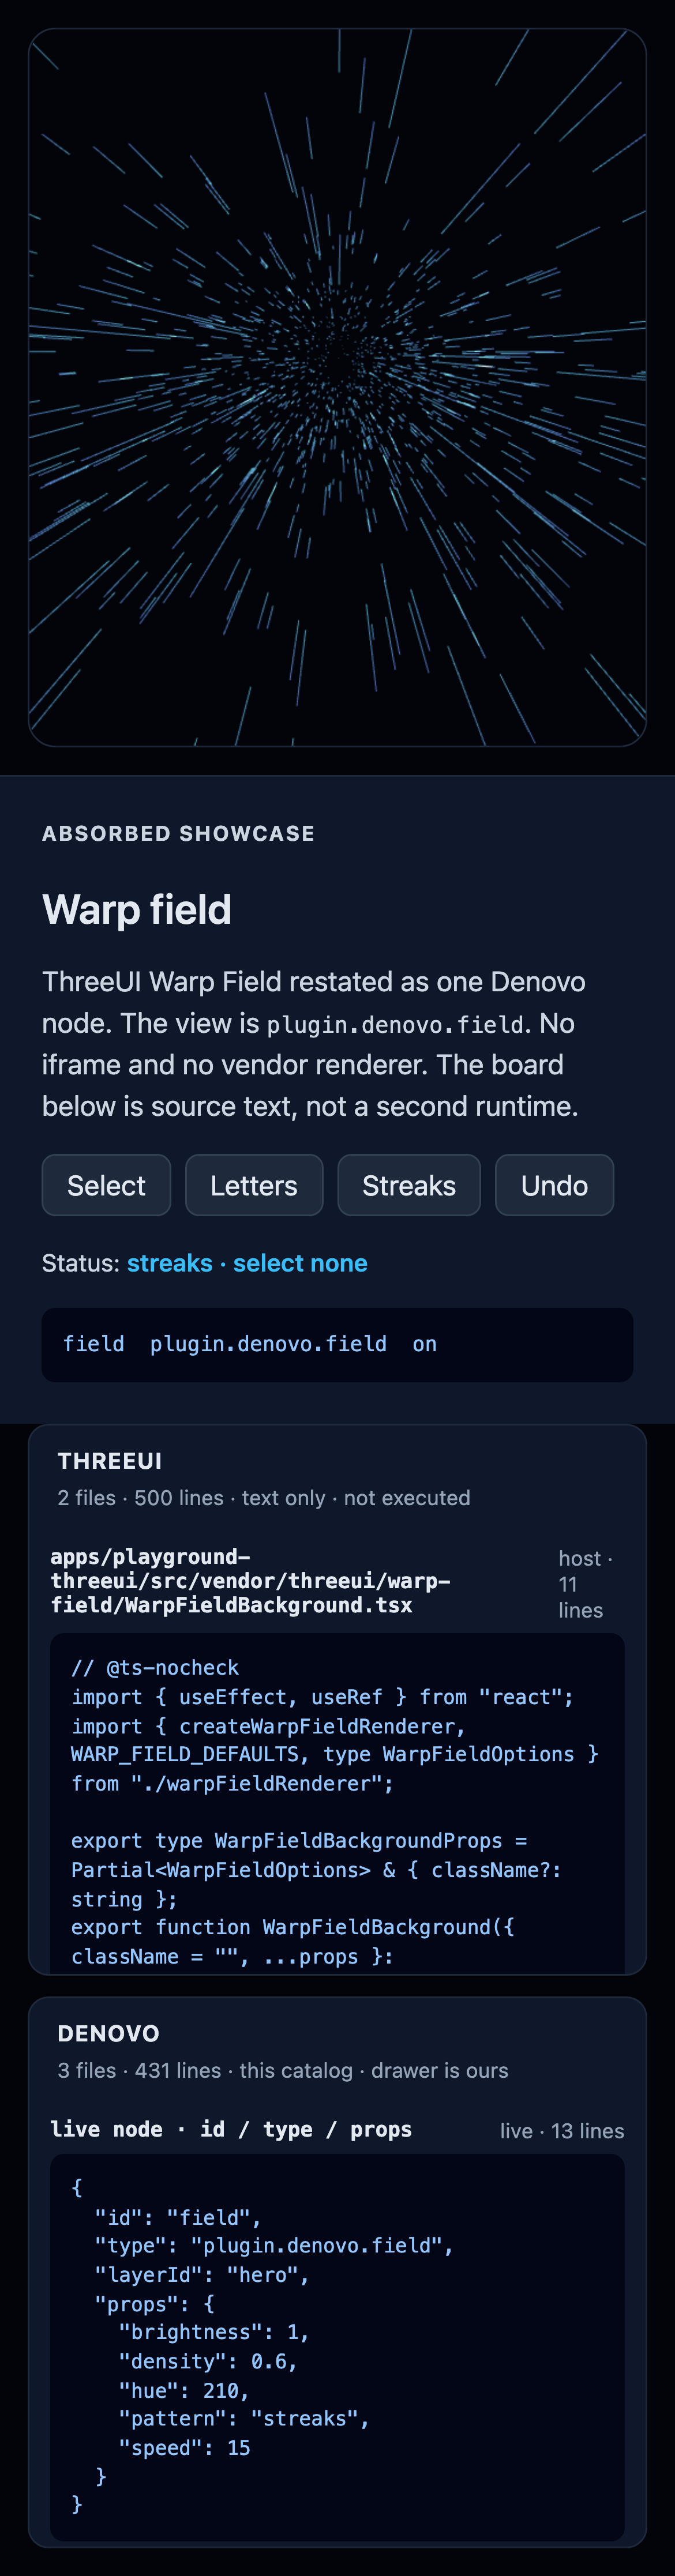 ABSORBED SHOWCASE
Warp field
ThreeUI Warp Field restated as one Denovo
node. The view is plugin.denovo.field. No
iframe and no vendor renderer. The board
below is source text, not a second runtime.
Select
Letters
Streaks
Undo
Status: streaks · select none
field  plugin.denovo.field  on
THREEUI
2 files · 500 lines · text only · not executed
apps/playground-
threeui/src/vendor/threeui/warp-
field/WarpFieldBackground.tsx
host ·
11
lines
// @ts-nocheck
import { useEffect, useRef } from "react";
import { createWarpFieldRenderer,
WARP_FIELD_DEFAULTS, type WarpFieldOptions }
from "./warpFieldRenderer";
export type WarpFieldBackgroundProps =
Partial<WarpFieldOptions> & { className?:
string };
export function WarpFieldBackground({
className = "", ...props }:
DENOVO
3 files · 431 lines · this catalog · drawer is ours
live node · id / type / props
live · 13 lines
{
  "id": "field",
  "type": "plugin.denovo.field",
  "layerId": "hero",
  "props": {
    "brightness": 1,
    "density": 0.6,
    "hue": 210,
    "pattern": "streaks",
    "speed": 15
  }
}